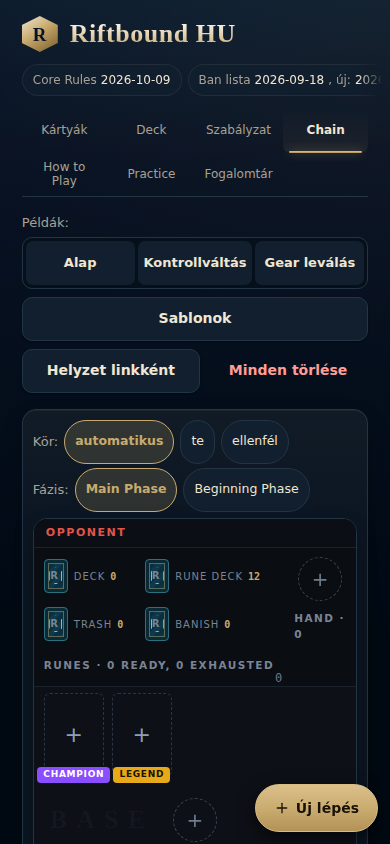 R Riftbound HU
Core Rules 2026-10-09 Ban lista 2026-09-18 , új: 202
Kártyák Deck Szabályzat Chain
How to Play Practice Fogalomtár
Példák:
Alap Kontrollváltás Gear leválás
Sablonok
Helyzet linkként Minden törlése
Kör: automatikus te ellenfél
Fázis: Main Phase Beginning Phase
OPPONENT
DECK 0 RUNE DECK 12 +
TRASH 0 BANISH 0 HAND · 0
RUNES · 0 READY, 0 EXHAUSTED
0
+ +
CHAMPION LEGEND
BASE +
+ Új lépés